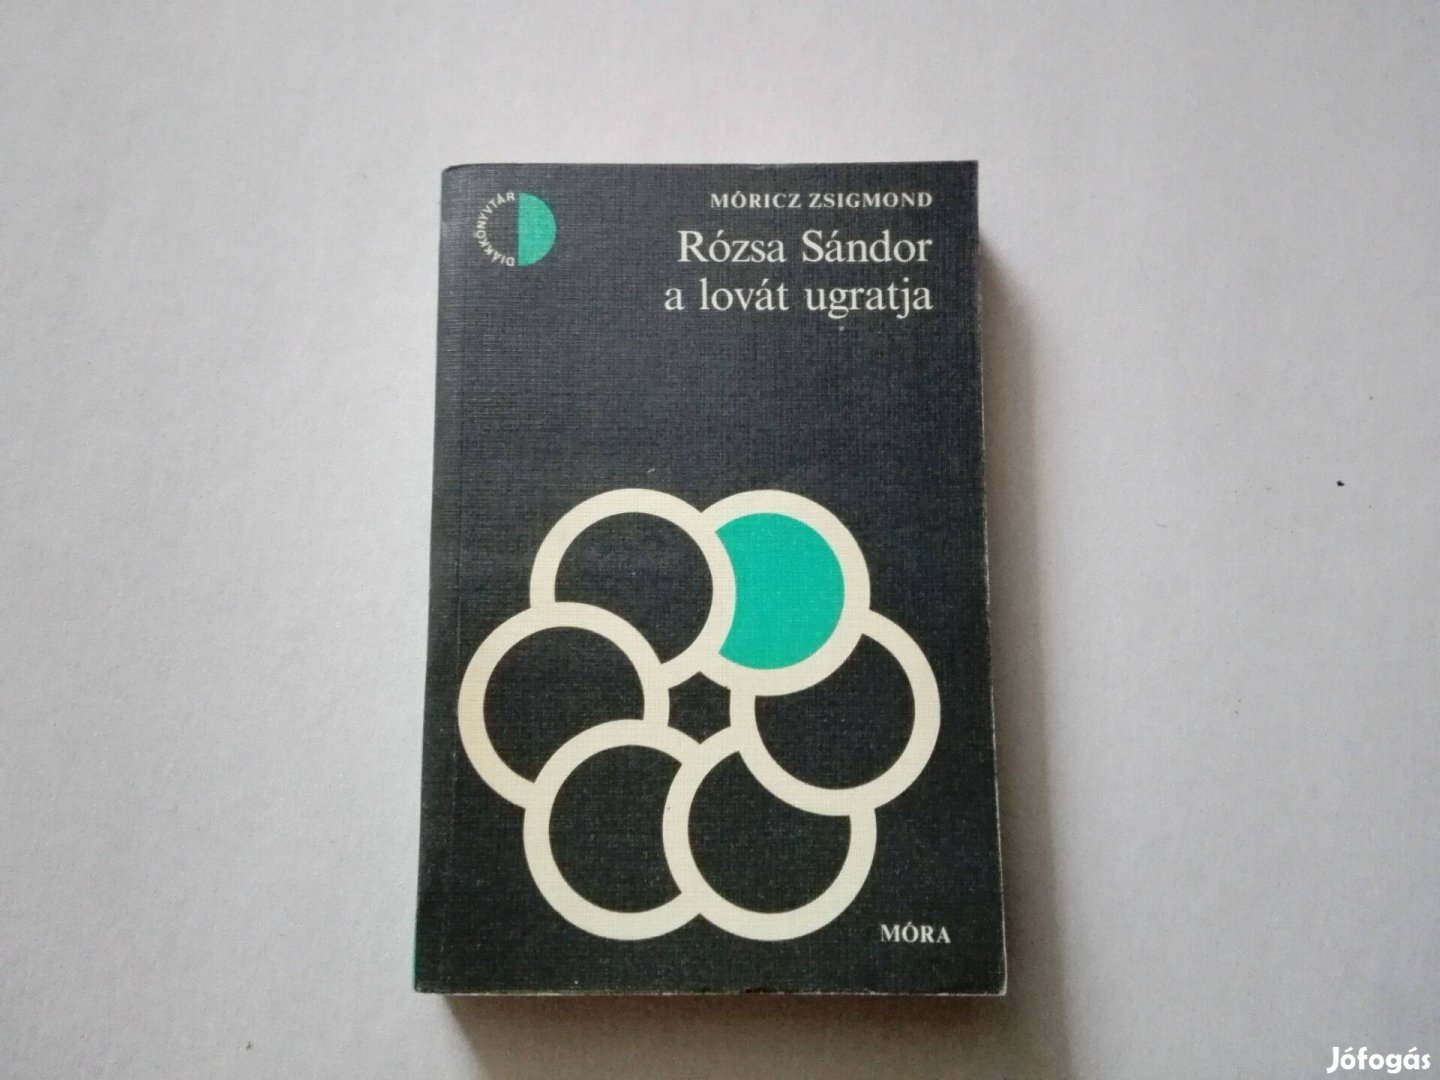 DIÁKKÖNYVTÁR
MÓRICZ ZSIGMOND
Rózsa Sándor
a lovát ugratja
MÓRA
Jófogás